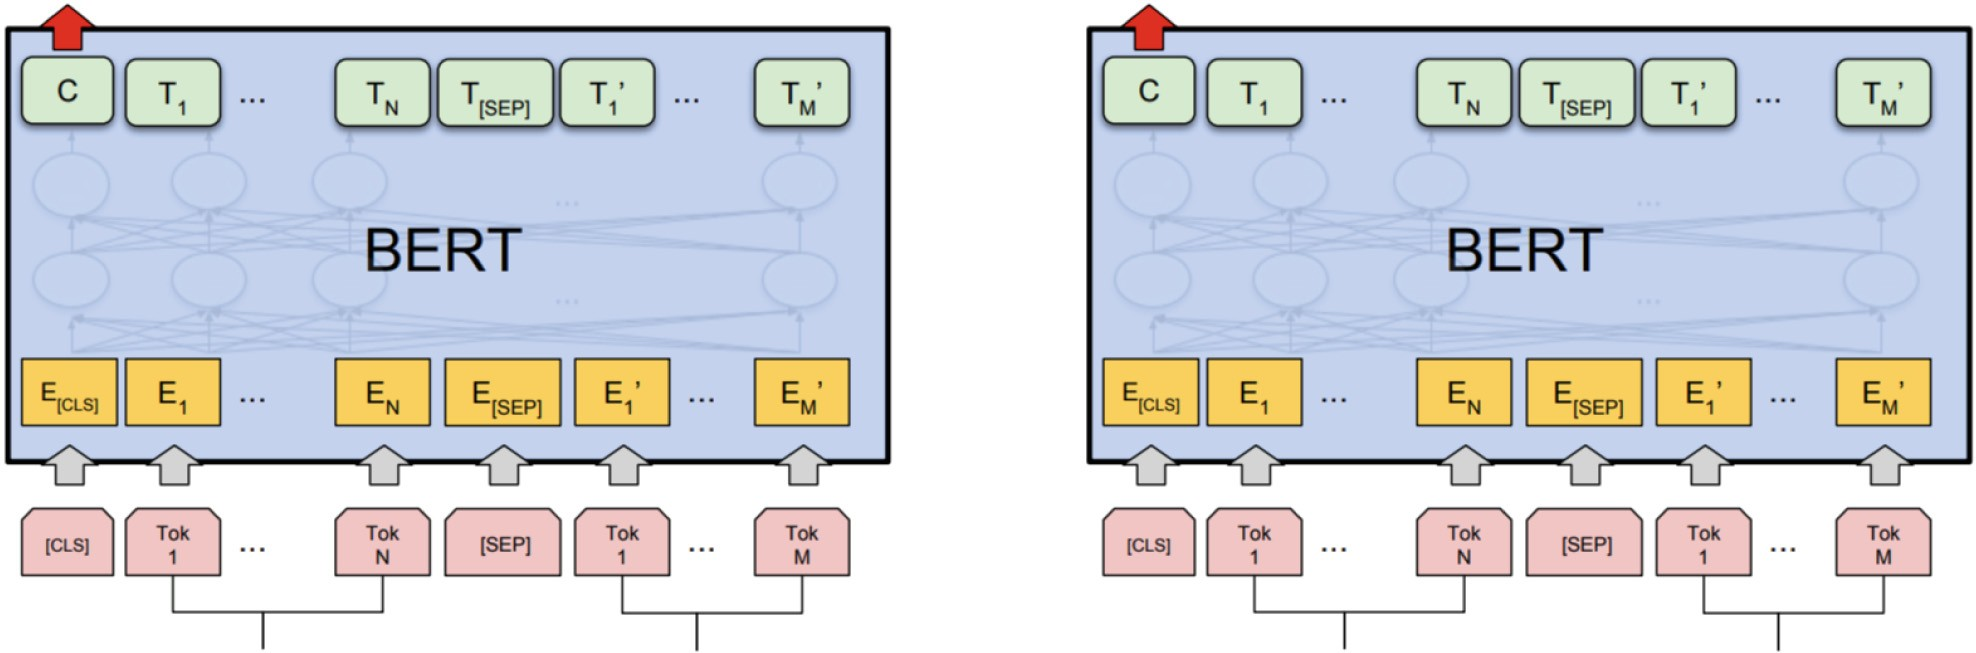 C T1 ... TN T[SEP] T1’ ... TM’
...
BERT
...
E[CLS] E1 ... EN E[SEP] E1’ ... EM’
[CLS] Tok 1 ... Tok N [SEP] Tok 1 ... Tok M
C T1 ... TN T[SEP] T1’ ... TM’
...
BERT
...
E[CLS] E1 ... EN E[SEP] E1’ ... EM’
[CLS] Tok 1 ... Tok N [SEP] Tok 1 ... Tok M